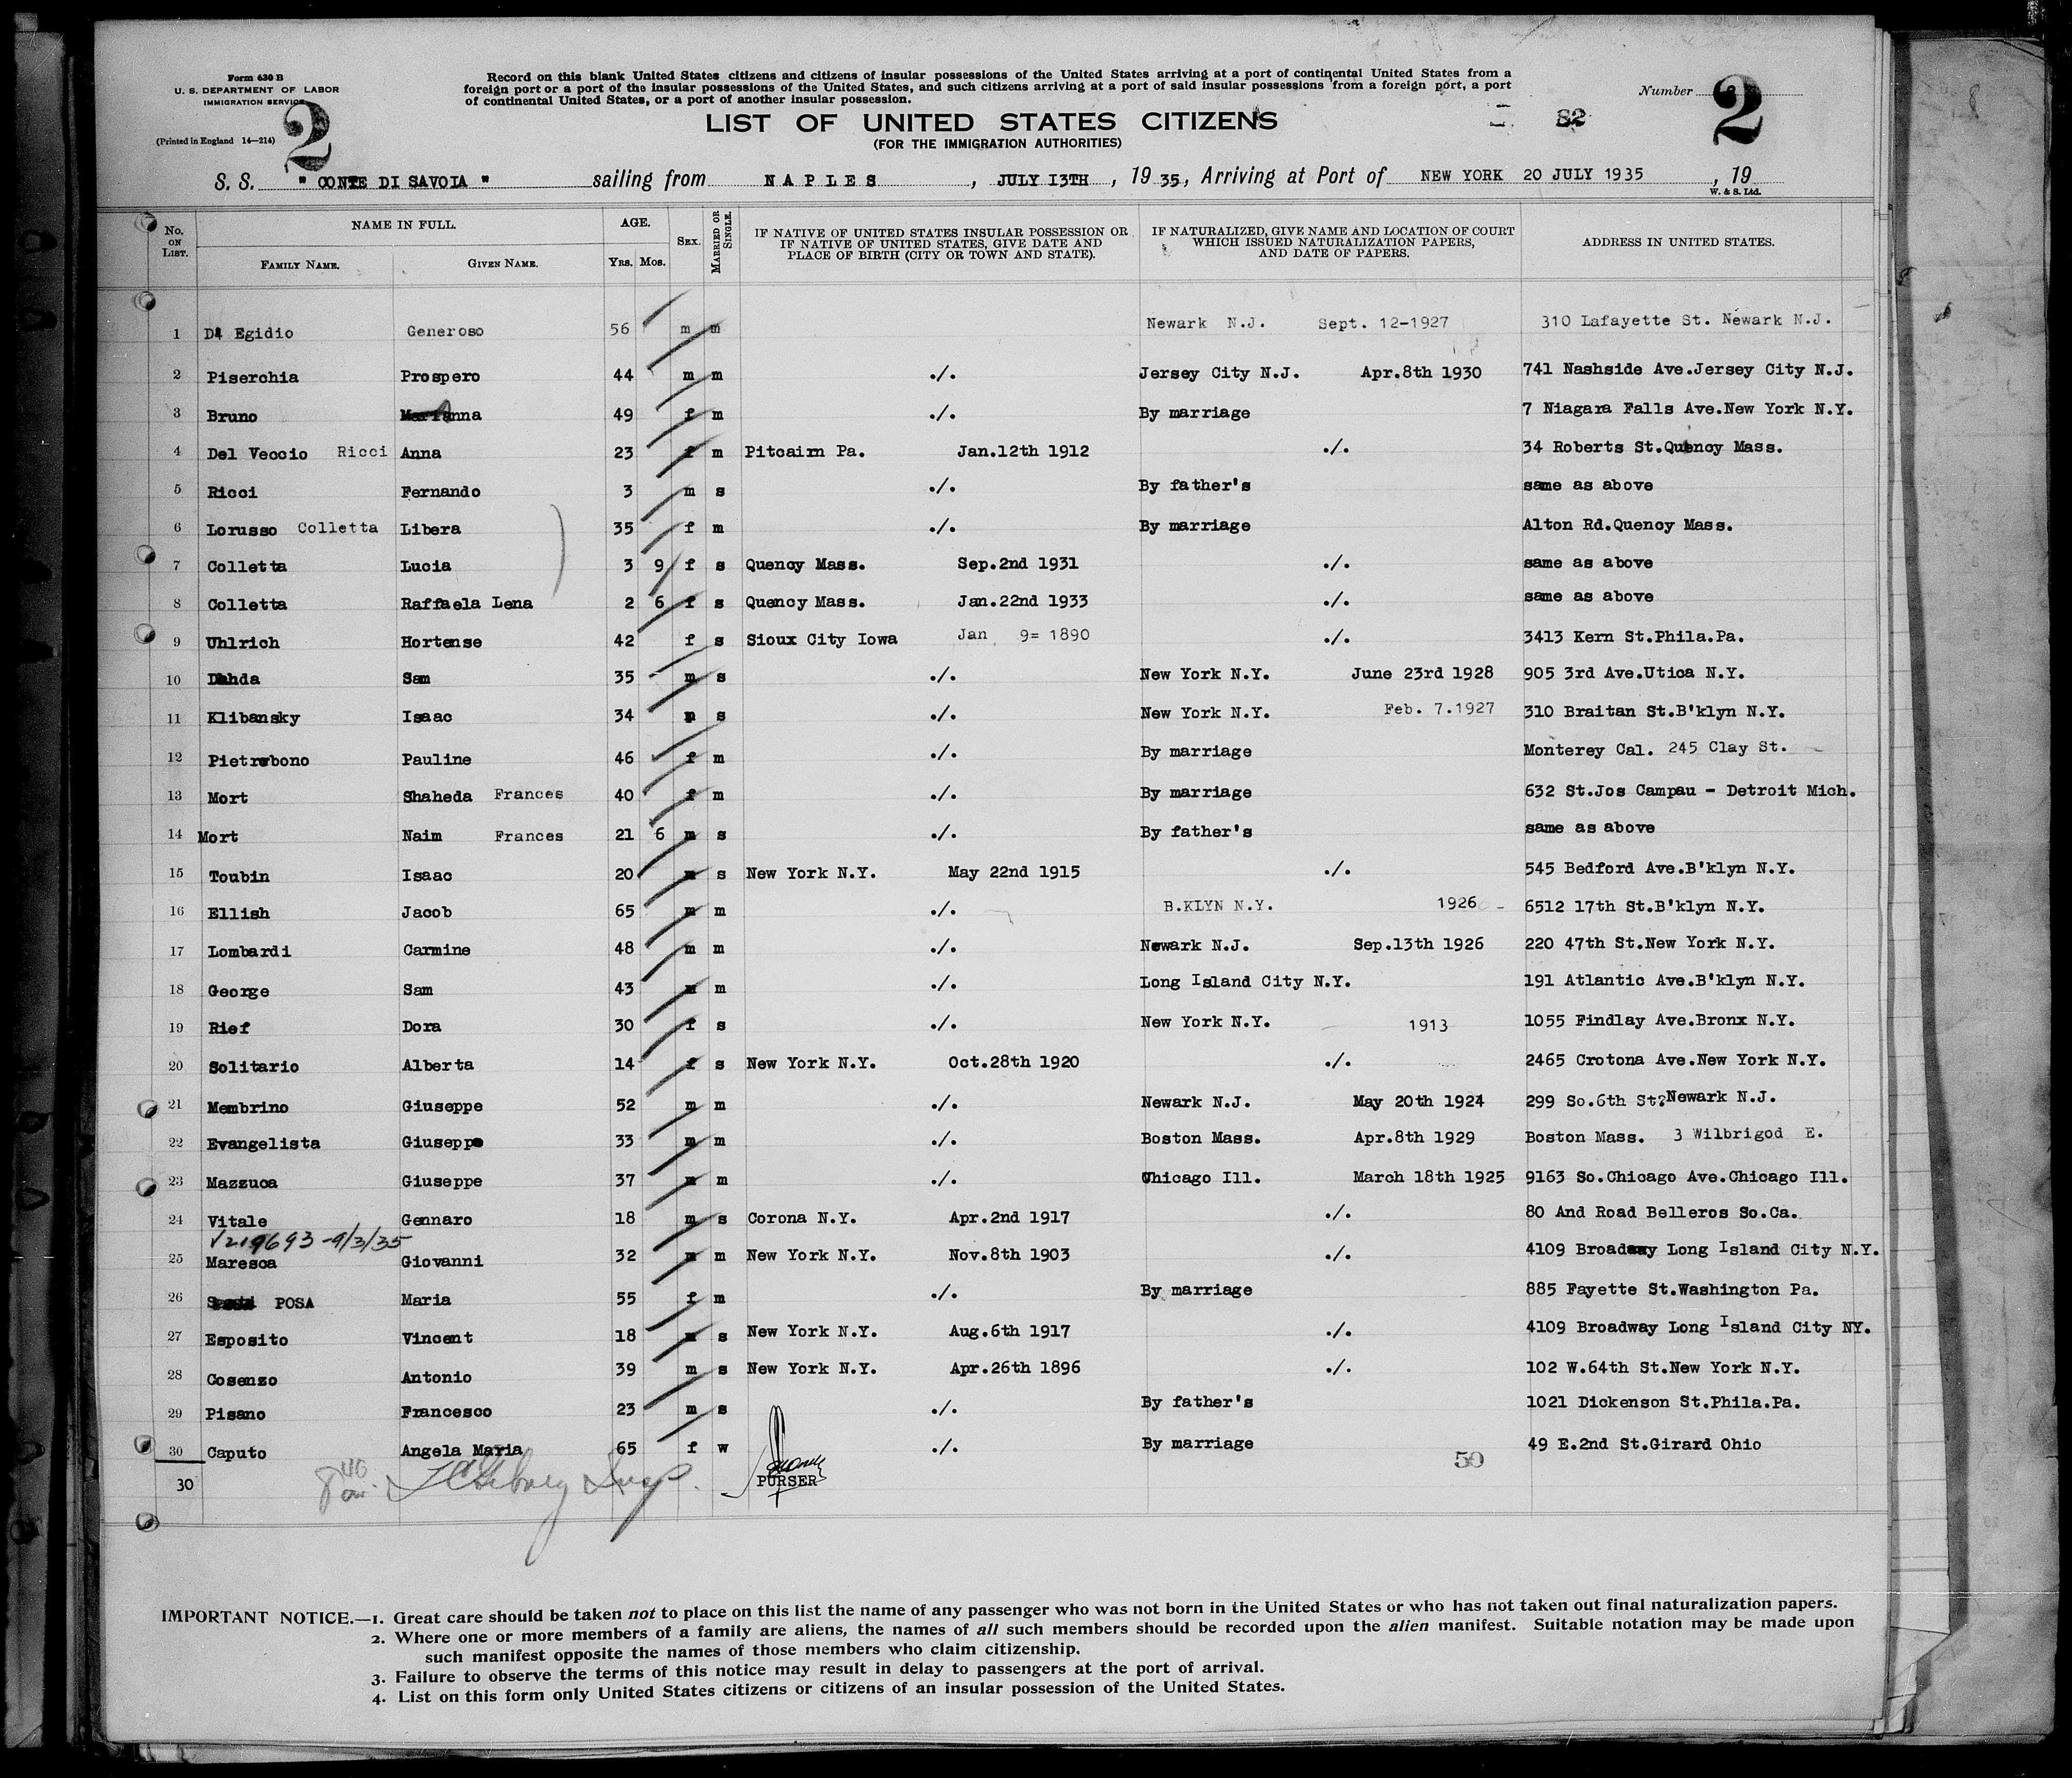 Form 630 B
U. S. DEPARTMENT OF LABOR
IMMIGRATION SERVICE
(Printed in England 14—214)
2
Record on this blank United States citizens and citizens of insular possessions of the United States arriving at a port of continental United States from a
foreign port or a port of the insular possessions of the United States, and such citizens arriving at a port of said insular possessions from a foreign port, a port
of continental United States, or a port of another insular possession.
Number 2
LIST OF UNITED STATES CITIZENS
82
(FOR THE IMMIGRATION AUTHORITIES)
S. S. " CONTE DI SAVOIA " sailing from NAPLES , JULY 13TH , 19 35, Arriving at Port of NEW YORK 20 JULY 1935 , 19
W. & S. Ltd.
No. ON LIST. NAME IN FULL. FAMILY NAME. GIVEN NAME. AGE. Yrs. Mos. SEX. MARRIED OR SINGLE. IF NATIVE OF UNITED STATES INSULAR POSSESSION OR IF NATIVE OF UNITED STATES, GIVE DATE AND PLACE OF BIRTH (CITY OR TOWN AND STATE). IF NATURALIZED, GIVE NAME AND LOCATION OF COURT WHICH ISSUED NATURALIZATION PAPERS, AND DATE OF PAPERS. ADDRESS IN UNITED STATES.
1 Di Egidio Generoso 56 m m Newark N.J. Sept. 12-1927 310 Lafayette St. Newark N.J.
2 Piserchia Prospero 44 m m ./. Jersey City N.J. Apr.8th 1930 741 Nashside Ave.Jersey City N.J.
3 Bruno Marianna 49 f m ./. By marriage 7 Niagara Falls Ave.New York N.Y.
4 Del Veccio Ricci Anna 23 f m Pitcairn Pa. Jan.12th 1912 ./. 34 Roberts St.Quency Mass.
5 Ricci Fernando 3 m s ./. By father's same as above
6 Lorusso Colletta Libera 35 f m ./. By marriage Alton Rd.Quency Mass.
7 Colletta Lucia 3 9 f s Quency Mass. Sep.2nd 1931 ./. same as above
8 Colletta Raffaela Lena 2 6 f s Quency Mass. Jan.22nd 1933 ./. same as above
9 Uhlrich Hortense 42 f s Sioux City Iowa Jan 9= 1890 ./. 3413 Kern St.Phila.Pa.
10 Dahda Sam 35 m s ./. New York N.Y. June 23rd 1928 905 3rd Ave.Utica N.Y.
11 Klibansky Isaac 34 m s ./. New York N.Y. Feb. 7.1927 310 Braitan St.B'klyn N.Y.
12 Pietrobono Pauline 46 f m ./. By marriage Monterey Cal. 245 Clay St.
13 Mort Shaheda Frances 40 f m ./. By marriage 632 St.Jos Campau - Detroit Mich.
14 Mort Naim Frances 21 6 m s ./. By father's same as above
15 Toubin Isaac 20 m s New York N.Y. May 22nd 1915 ./. 545 Bedford Ave.B'klyn N.Y.
16 Ellish Jacob 65 m m ./. B.KLYN N.Y. 1926 6512 17th St.B'klyn N.Y.
17 Lombardi Carmine 48 m m ./. Newark N.J. Sep.13th 1926 220 47th St.New York N.Y.
18 George Sam 43 m m ./. Long Island City N.Y. 191 Atlantic Ave.B'klyn N.Y.
19 Rief Dora 30 f s ./. New York N.Y. 1913 1055 Findlay Ave.Bronx N.Y.
20 Solitario Alberta 14 f s New York N.Y. Oct.28th 1920 ./. 2465 Crotona Ave.New York N.Y.
21 Membrino Giuseppe 52 m m ./. Newark N.J. May 20th 1924 299 So.6th St?Newark N.J.
22 Evangelista Giuseppe 33 m m ./. Boston Mass. Apr.8th 1929 Boston Mass. 3 Wilbrigod E.
23 Mazzuca Giuseppe 37 m m ./. Chicago Ill. March 18th 1925 9163 So.Chicago Ave.Chicago Ill.
24 Vitale Gennaro 18 m s Corona N.Y. Apr.2nd 1917 ./. 80 And Road Belleros So.Ca.
√219693-9/3/35
25 Maresca Giovanni 32 m m New York N.Y. Nov.8th 1903 ./. 4109 Broadway Long Island City N.Y.
26 POSA Maria 55 f m ./. By marriage 885 Fayette St.Washington Pa.
27 Esposito Vincent 18 m s New York N.Y. Aug.6th 1917 ./. 4109 Broadway Long Island City NY.
28 Cosenzo Antonio 39 m s New York N.Y. Apr.26th 1896 ./. 102 W.64th St.New York N.Y.
29 Pisano Francesco 23 m s ./. By father's 1021 Dickenson St.Phila.Pa.
30 Caputo Angela Maria 65 f w ./. By marriage 49 E.2nd St.Girard Ohio
50
30
PURSER
IMPORTANT NOTICE.—1. Great care should be taken not to place on this list the name of any passenger who was not born in the United States or who has not taken out final naturalization papers.
2. Where one or more members of a family are aliens, the names of all such members should be recorded upon the alien manifest. Suitable notation may be made upon
such manifest opposite the names of those members who claim citizenship.
3. Failure to observe the terms of this notice may result in delay to passengers at the port of arrival.
4. List on this form only United States citizens or citizens of an insular possession of the United States.